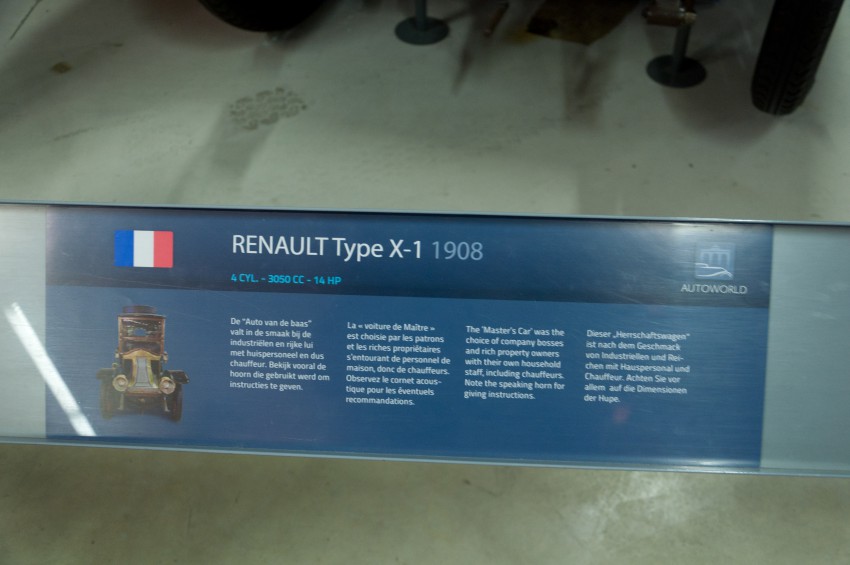 RENAULT Type X-1 1908
4 CYL. - 3050 CC - 14 HP
AUTOWORLD
De "Auto van de baas"
valt in de smaak bij de
industriëlen en rijke lui
met huispersoneel en dus
chauffeur. Bekijk vooral de
hoorn die gebruikt werd om
instructies te geven.
La « voiture de Maître »
est choisie par les patrons
et les riches propriétaires
s'entourant de personnel de
maison, donc de chauffeurs.
Observez le cornet acous-
tique pour les éventuels
recommandations.
The 'Master's Car' was the
choice of company bosses
and rich property owners
with their own household
staff, including chauffeurs.
Note the speaking horn for
giving instructions.
Dieser „Herrschaftswagen"
ist nach dem Geschmack
von Industriellen und Rei-
chen mit Hauspersonal und
Chauffeur. Achten Sie vor
allem auf die Dimensionen
der Hupe.